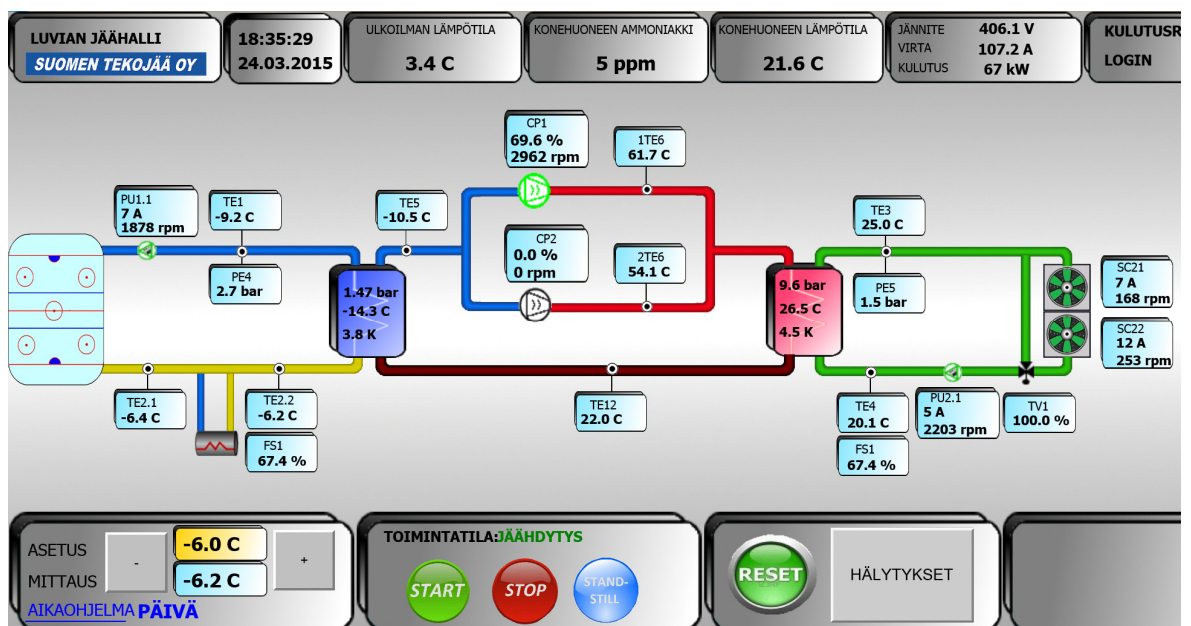 LUVIAN JÄÄHALLI
SUOMEN TEKOJÄÄ OY
18:35:29
24.03.2015
ULKOILMAN LÄMPÖTILA
3.4 C
KONEHUONEEN AMMONIAKKI
5 ppm
KONEHUONEEN LÄMPÖTILA
21.6 C
JÄNNITE 406.1 V
VIRTA 107.2 A
KULUTUS 67 kW
KULUTUSR
LOGIN
CP1
69.6 %
2962 rpm
1TE6
61.7 C
PU1.1
7 A
1878 rpm
TE1
-9.2 C
TE5
-10.5 C
TE3
25.0 C
CP2
0.0 %
0 rpm
2TE6
54.1 C
PE4
2.7 bar
1.47 bar
-14.3 C
3.8 K
9.6 bar
26.5 C
4.5 K
PE5
1.5 bar
SC21
7 A
168 rpm
SC22
12 A
253 rpm
TE2.1
-6.4 C
TE2.2
-6.2 C
FS1
67.4 %
TE12
22.0 C
TE4
20.1 C
FS1
67.4 %
PU2.1
5 A
2203 rpm
TV1
100.0 %
ASETUS - -6.0 C +
MITTAUS -6.2 C
AIKAOHJELMA PÄIVÄ
TOIMINTATILA:JÄÄHDYTYS
START
STOP
STAND-
STILL
RESET
HÄLYTYKSET